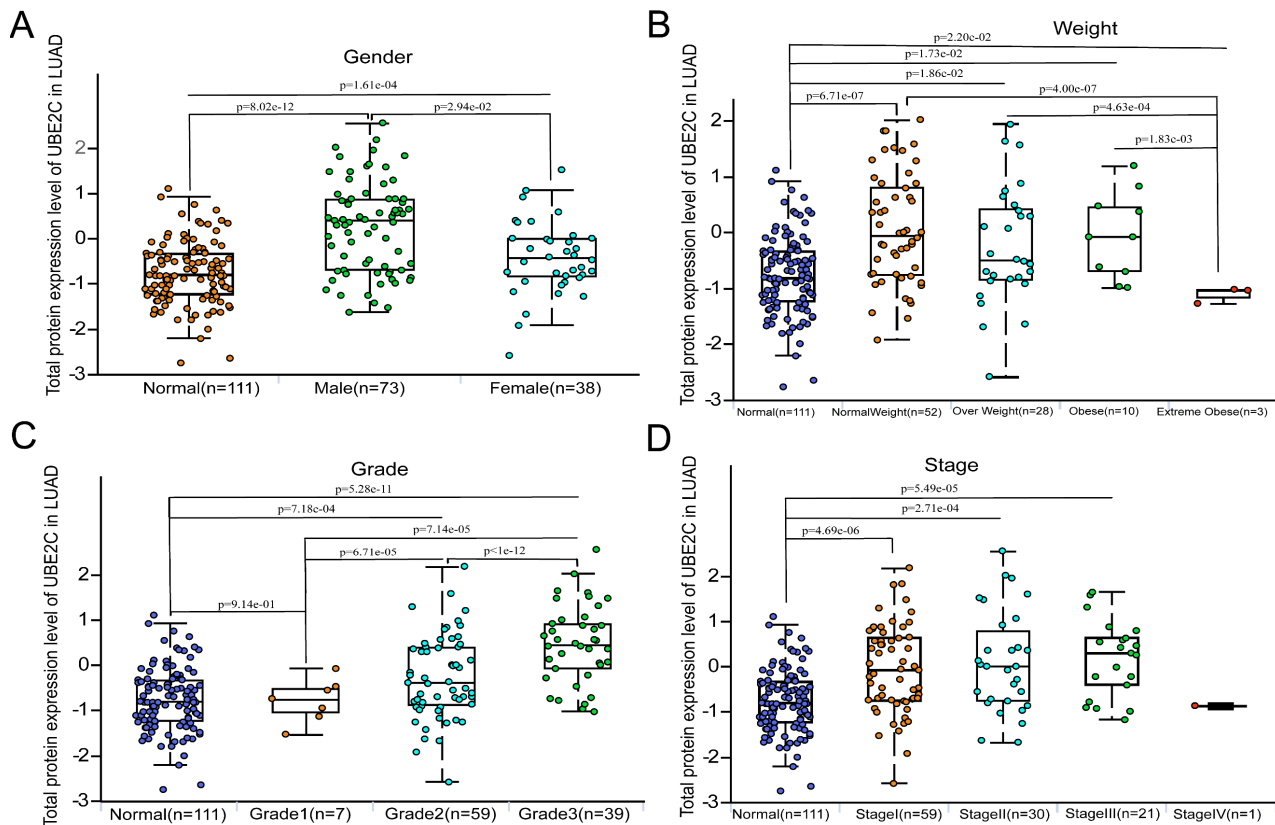 A
Gender
Total protein expression level of UBE2C in LUAD
p=1.61e-04
p=8.02e-12
p=2.94e-02
2
1
0
-1
-2
-3
Normal(n=111)
Male(n=73)
Female(n=38)
B
Weight
Total protein expression level of UBE2C in LUAD
p=2.20c-02
p=1.73e-02
p=1.86c-02
p=6.71e-07
p=4.00e-07
p=4.63e-04
p=1.83e-03
2
1
0
-1
-2
-3
Normal(n=111)
NormalWeight(n=52)
Over Weight(n=28)
Obese(n=10)
Extreme Obese(n=3)
C
Grade
Total protein expression level of UBE2C in LUAD
p=5.28e-11
p=7.18c-04
p=7.14e-05
p=6.71e-05
p<1e-12
p=9.14e-01
2
1
0
-1
-2
-3
Normal(n=111)
Grade1(n=7)
Grade2(n=59)
Grade3(n=39)
D
Stage
Total protein expression level of UBE2C in LUAD
p=5.49e-05
p=2.71e-04
p=4.69e-06
2
1
0
-1
-2
-3
Normal(n=111)
StageI(n=59)
StageII(n=30)
StageIII(n=21)
StageIV(n=1)